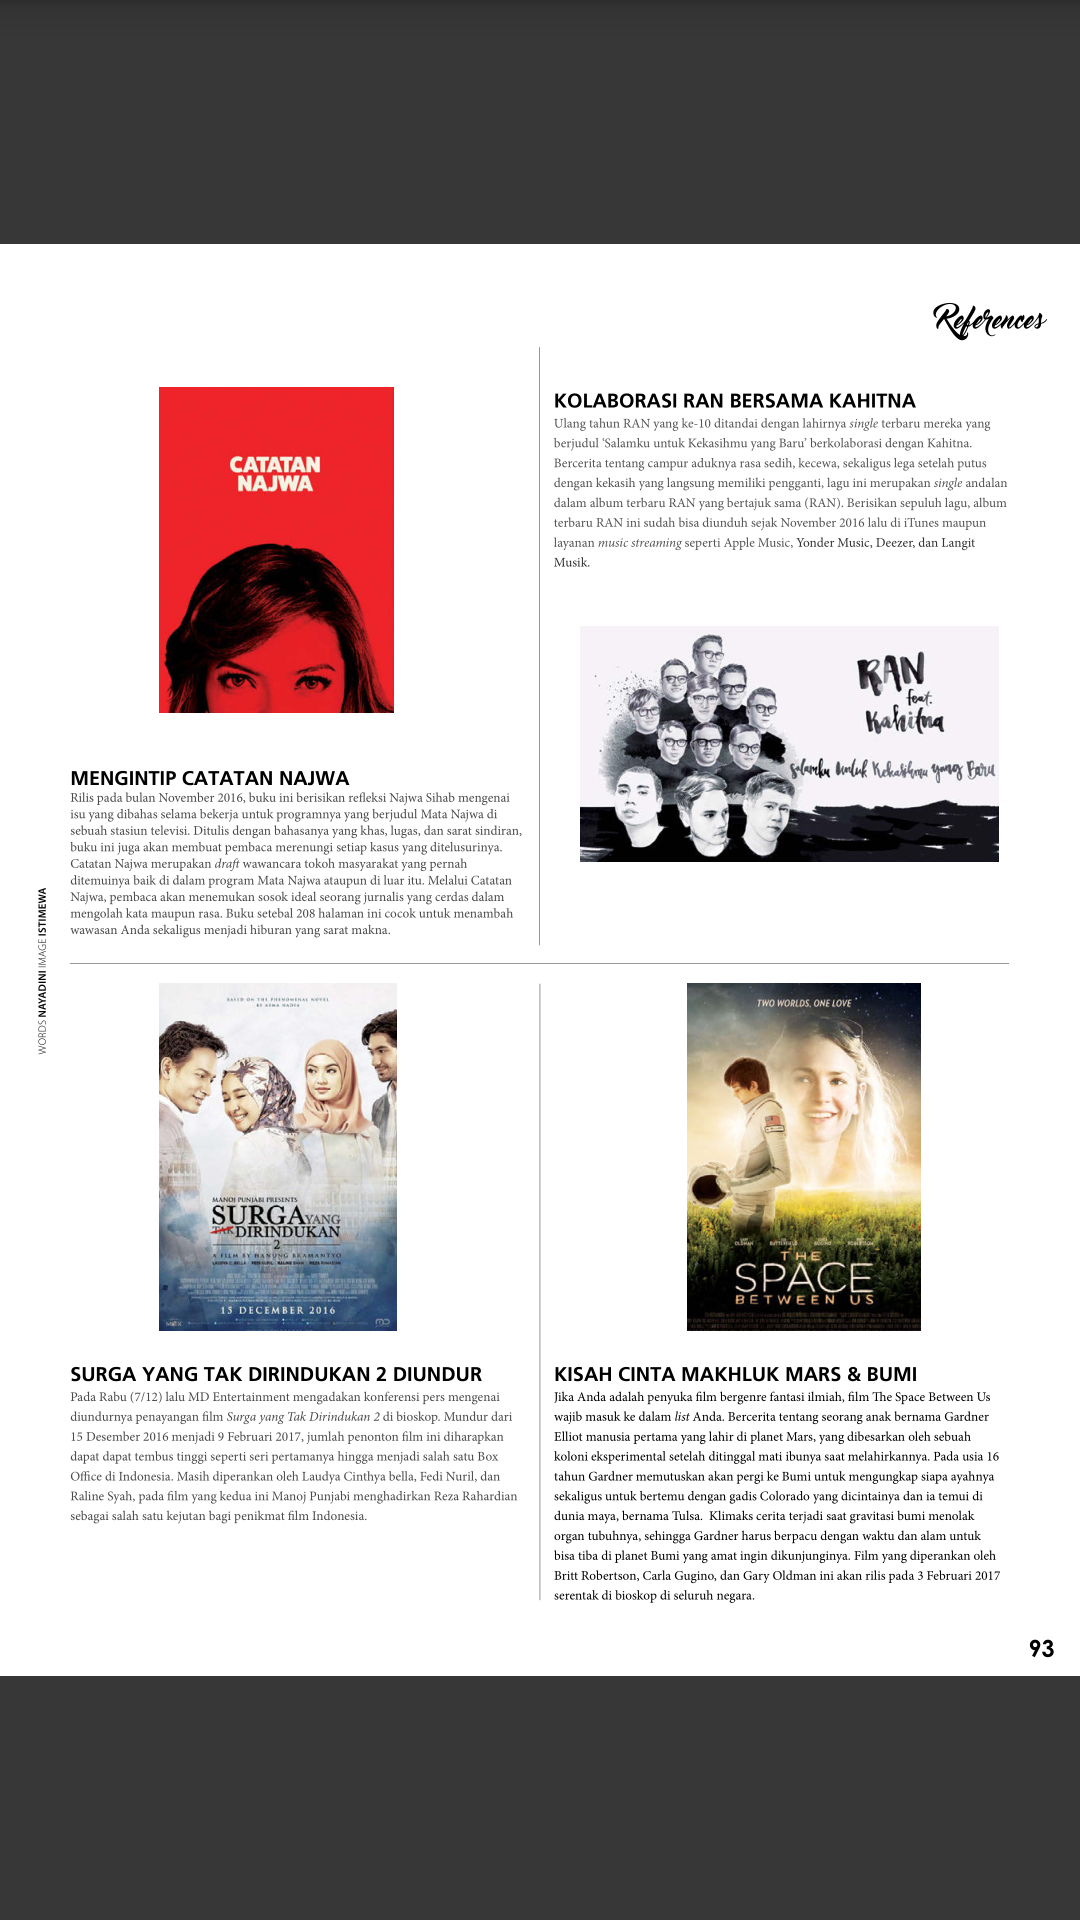 References
CATATAN
NAJWA
MENGINTIP CATATAN NAJWA
Rilis pada bulan November 2016, buku ini berisikan refleksi Najwa Sihab mengenai
isu yang dibahas selama bekerja untuk programnya yang berjudul Mata Najwa di
sebuah stasiun televisi. Ditulis dengan bahasanya yang khas, lugas, dan sarat sindiran,
buku ini juga akan membuat pembaca merenungi setiap kasus yang ditelusurinya.
Catatan Najwa merupakan draft wawancara tokoh masyarakat yang pernah
ditemuinya baik di dalam program Mata Najwa ataupun di luar itu. Melalui Catatan
Najwa, pembaca akan menemukan sosok ideal seorang jurnalis yang cerdas dalam
mengolah kata maupun rasa. Buku setebal 208 halaman ini cocok untuk menambah
wawasan Anda sekaligus menjadi hiburan yang sarat makna.
KOLABORASI RAN BERSAMA KAHITNA
Ulang tahun RAN yang ke-10 ditandai dengan lahirnya single terbaru mereka yang
berjudul ‘Salamku untuk Kekasihmu yang Baru’ berkolaborasi dengan Kahitna.
Bercerita tentang campur aduknya rasa sedih, kecewa, sekaligus lega setelah putus
dengan kekasih yang langsung memiliki pengganti, lagu ini merupakan single andalan
dalam album terbaru RAN yang bertajuk sama (RAN). Berisikan sepuluh lagu, album
terbaru RAN ini sudah bisa diunduh sejak November 2016 lalu di iTunes maupun
layanan music streaming seperti Apple Music, Yonder Music, Deezer, dan Langit
Musik.
RAN
feat.
Kahitna
Salamku Untuk Kekasihmu yang Baru
WORDS NAYADINI IMAGE ISTIMEWA
BASED ON THE PHENOMENAL NOVEL
BY ASMA NADIA
MANOJ PUNJABI PRESENTS
SURGA YANG
TAK DIRINDUKAN
2
A FILM BY HANUNG BRAMANTYO
15 DECEMBER 2016
SURGA YANG TAK DIRINDUKAN 2 DIUNDUR
Pada Rabu (7/12) lalu MD Entertainment mengadakan konferensi pers mengenai
diundurnya penayangan film Surga yang Tak Dirindukan 2 di bioskop. Mundur dari
15 Desember 2016 menjadi 9 Februari 2017, jumlah penonton film ini diharapkan
dapat dapat tembus tinggi seperti seri pertamanya hingga menjadi salah satu Box
Office di Indonesia. Masih diperankan oleh Laudya Cinthya bella, Fedi Nuril, dan
Raline Syah, pada film yang kedua ini Manoj Punjabi menghadirkan Reza Rahardian
sebagai salah satu kejutan bagi penikmat film Indonesia.
TWO WORLDS, ONE LOVE
OLDMAN BUTTERFIELD GUGINO ROBERTSON
THE
SPACE
BETWEEN US
KISAH CINTA MAKHLUK MARS & BUMI
Jika Anda adalah penyuka film bergenre fantasi ilmiah, film The Space Between Us
wajib masuk ke dalam list Anda. Bercerita tentang seorang anak bernama Gardner
Elliot manusia pertama yang lahir di planet Mars, yang dibesarkan oleh sebuah
koloni eksperimental setelah ditinggal mati ibunya saat melahirkannya. Pada usia 16
tahun Gardner memutuskan akan pergi ke Bumi untuk mengungkap siapa ayahnya
sekaligus untuk bertemu dengan gadis Colorado yang dicintainya dan ia temui di
dunia maya, bernama Tulsa. Klimaks cerita terjadi saat gravitasi bumi menolak
organ tubuhnya, sehingga Gardner harus berpacu dengan waktu dan alam untuk
bisa tiba di planet Bumi yang amat ingin dikunjunginya. Film yang diperankan oleh
Britt Robertson, Carla Gugino, dan Gary Oldman ini akan rilis pada 3 Februari 2017
serentak di bioskop di seluruh negara.
93